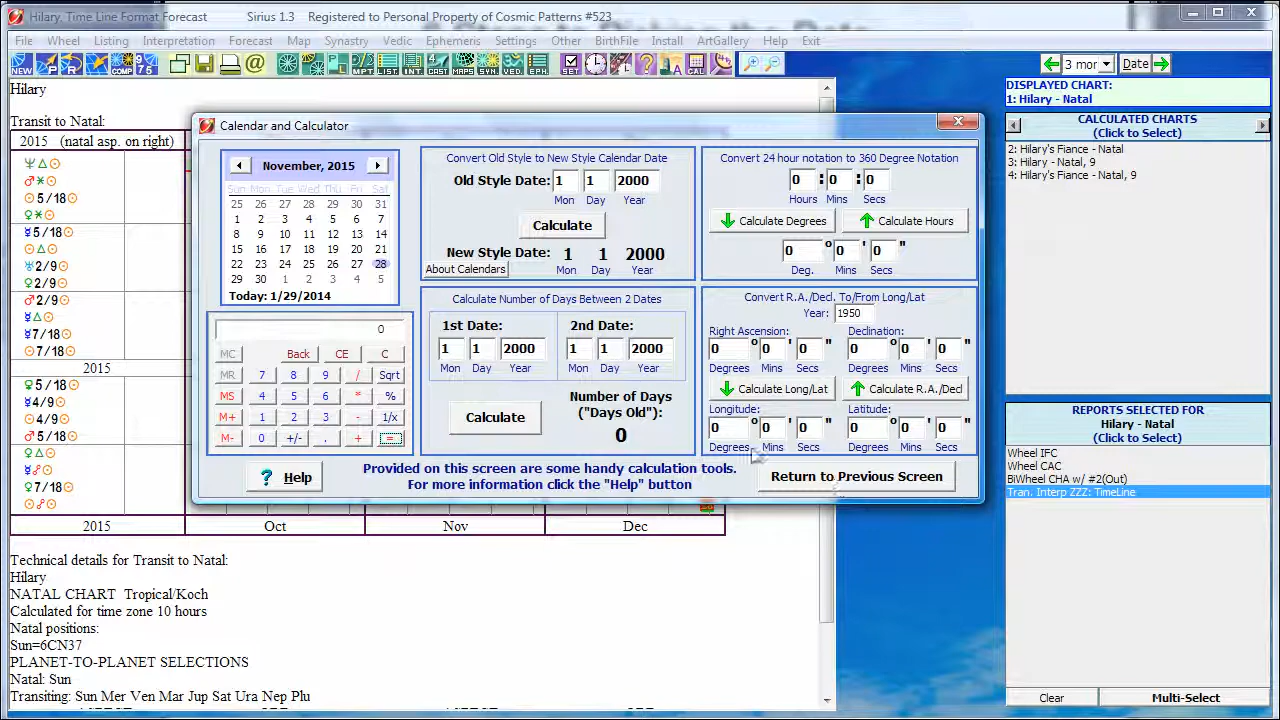 Hilary, Time Line Format Forecast Sirius 1.3 Registered to Personal Property of Cosmic Patterns #523
File Wheel Listing Interpretation Forecast Map Synastry Vedic Ephemeris Settings Other BirthFile Install ArtGallery Help Exit
3 mor Date
Hilary
Transit to Natal:
2015 (natal asp. on right)
5/18
5/18
2/9
2/9
2/9
7/18
7/18
2015
5/18
4/9
4/9
5/18
2015 Oct Nov Dec
Technical details for Transit to Natal:
Hilary
NATAL CHART Tropical/Koch
Calculated for time zone 10 hours
Natal positions:
Sun=6CN37
PLANET-TO-PLANET SELECTIONS
Natal: Sun
Transiting: Sun Mer Ven Mar Jup Sat Ura Nep Plu
Calendar and Calculator
November, 2015
Sun Mon Tue Wed Thu Fri Sat
25 26 27 28 29 30 31
1 2 3 4 5 6 7
8 9 10 11 12 13 14
15 16 17 18 19 20 21
22 23 24 25 26 27 28
29 30 1 2 3 4 5
Today: 1/29/2014
0
MC Back CE C
MR 7 8 9 / Sqrt
MS 4 5 6 * %
M+ 1 2 3 - 1/x
M- 0 +/- . + =
Convert Old Style to New Style Calendar Date
Old Style Date: 1 1 2000
Mon Day Year
Calculate
New Style Date: 1 1 2000
About Calendars Mon Day Year
Calculate Number of Days Between 2 Dates
1st Date: 2nd Date:
1 1 2000 1 1 2000
Mon Day Year Mon Day Year
Calculate
Number of Days
("Days Old"):
0
Convert 24 hour notation to 360 Degree Notation
0 : 0 : 0
Hours Mins Secs
Calculate Degrees Calculate Hours
0 º 0 ' 0 "
Deg. Mins Secs
Convert R.A./Decl. To/From Long/Lat
Year: 1950
Right Ascension: Declination:
0 º 0 ' 0 " 0 º 0 ' 0 "
Degrees Mins Secs Degrees Mins Secs
Calculate Long/Lat Calculate R.A./Decl
Longitude: Latitude:
0 º 0 ' 0 " 0 º 0 ' 0 "
Degrees Mins Secs Degrees Mins Secs
? Help
Provided on this screen are some handy calculation tools.
For more information click the "Help" button
Return to Previous Screen
DISPLAYED CHART:
1: Hilary - Natal
CALCULATED CHARTS
(Click to Select)
2: Hilary's Fiance - Natal
3: Hilary - Natal, 9
4: Hilary's Fiance - Natal, 9
REPORTS SELECTED FOR
Hilary - Natal
(Click to Select)
Wheel IFC
Wheel CAC
BiWheel CHA w/ #2(Out)
Tran. Interp ZZZ: TimeLine
Clear Multi-Select